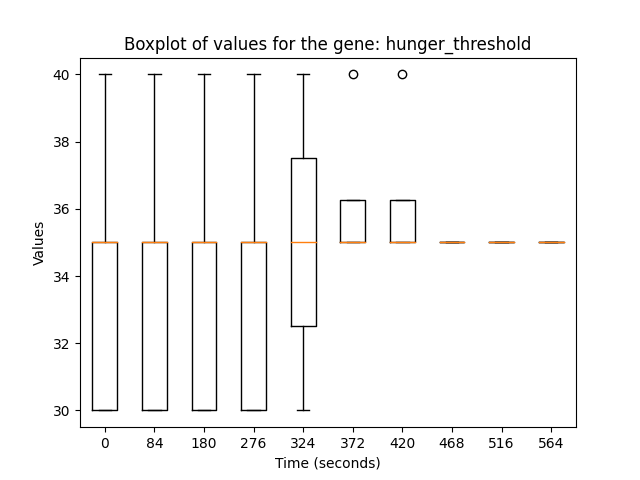 Boxplot of values for the gene: hunger_threshold
40
38
36
34
32
30
Values
0 84 180 276 324 372 420 468 516 564
Time (seconds)